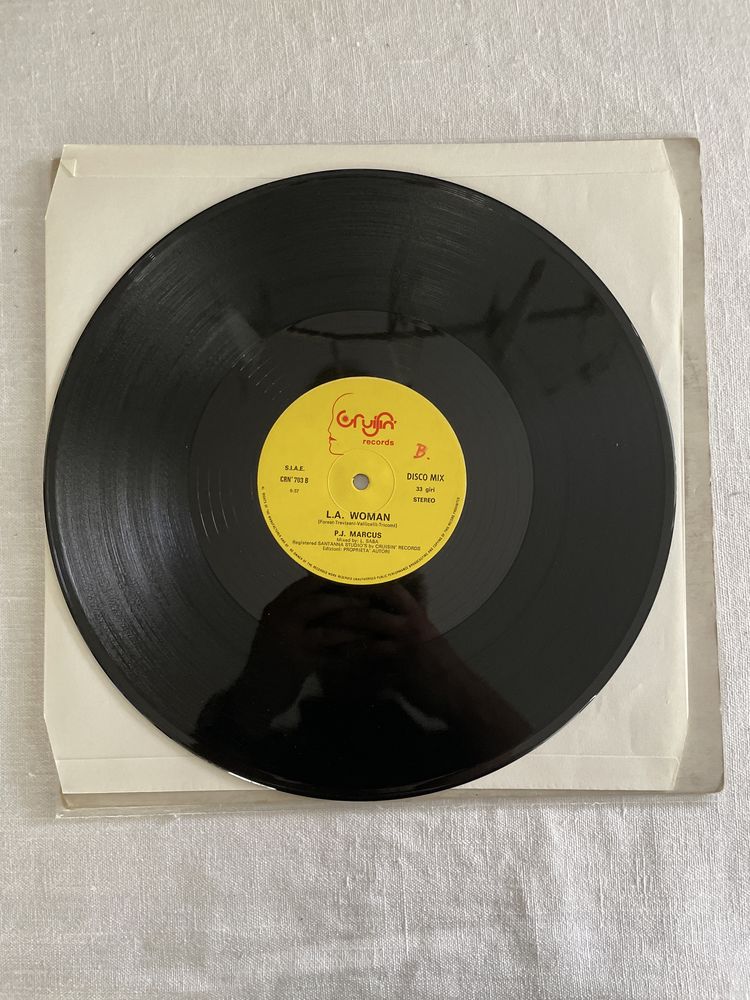 Cruisin'
records
B.
S.I.A.E.
DISCO MIX
CRN' 703 B
33 giri
STEREO
L.A. WOMAN
P.J. MARCUS
Mixed by: L. SABA
Registered SANTANNA STUDIO'S by CRUISIN' RECORDS
Edizioni: PROPRIETA' AUTORI